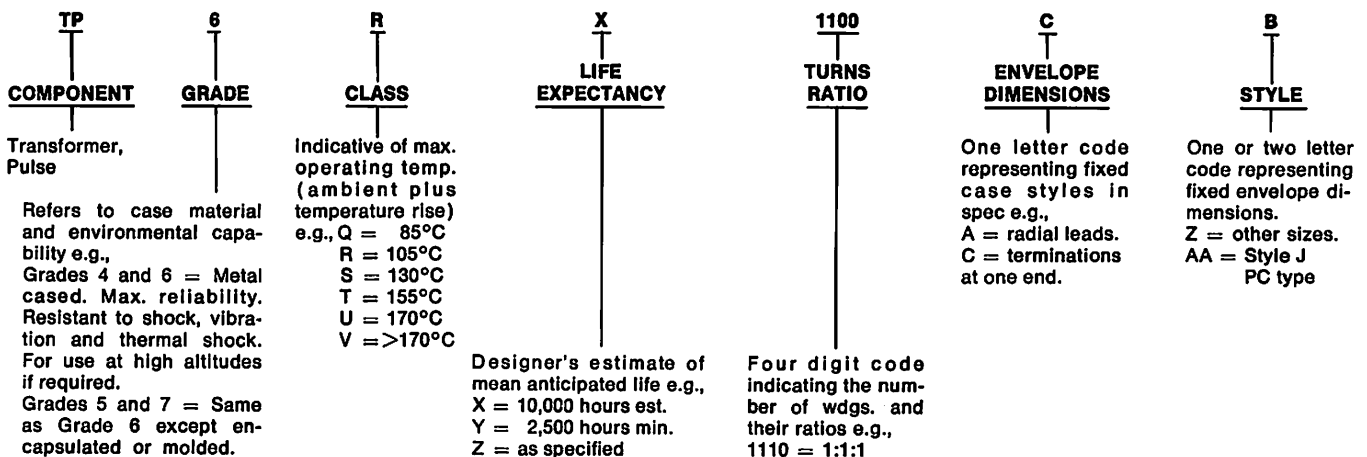 TP 6 R X 1100 C B
COMPONENT
Transformer,
Pulse
GRADE
Refers to case material
and environmental capa-
bility e.g.,
Grades 4 and 6 = Metal
cased. Max. reliability.
Resistant to shock, vibra-
tion and thermal shock.
For use at high altitudes
if required.
Grades 5 and 7 = Same
as Grade 6 except en-
capsulated or molded.
CLASS
Indicative of max.
operating temp.
(ambient plus
temperature rise)
e.g., Q = 85°C
R = 105°C
S = 130°C
T = 155°C
U = 170°C
V = >170°C
LIFE
EXPECTANCY
Designer's estimate of
mean anticipated life e.g.,
X = 10,000 hours est.
Y = 2,500 hours min.
Z = as specified
TURNS
RATIO
Four digit code
indicating the num-
ber of wdgs. and
their ratios e.g.,
1110 = 1:1:1
ENVELOPE
DIMENSIONS
One letter code
representing fixed
case styles in
spec e.g.,
A = radial leads.
C = terminations
at one end.
STYLE
One or two letter
code representing
fixed envelope di-
mensions.
Z = other sizes.
AA = Style J
PC type